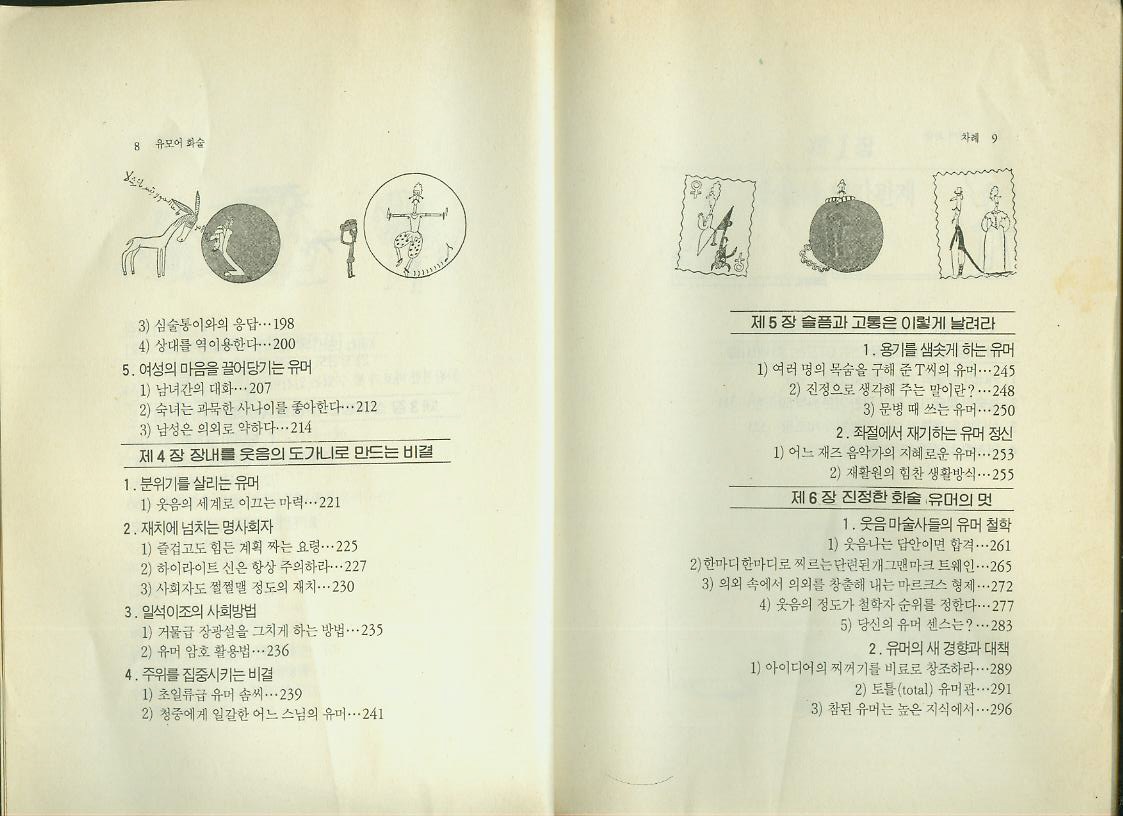 8 유모어 화술
3) 심술통이와의 응답…198
4) 상대를 역이용한다…200
5. 여성의 마음을 끌어당기는 유머
1) 남녀간의 대화…207
2) 숙녀는 과묵한 사나이를 좋아한다…212
3) 남성은 의외로 약하다…214
제 4 장 장내를 웃음의 도가니로 만드는 비결
1. 분위기를 살리는 유머
1) 웃음의 세계로 이끄는 마력…221
2. 재치에 넘치는 명사회자
1) 즐겁고도 힘든 계획 짜는 요령…225
2) 하이라이트 신은 항상 주의하라…227
3) 사회자도 쩔쩔맬 정도의 재치…230
3. 일석이조의 사회방법
1) 거물급 장광설을 그치게 하는 방법…235
2) 유머 암호 활용법…236
4. 주위를 집중시키는 비결
1) 초일류급 유머 솜씨…239
2) 청중에게 일갈한 어느 스님의 유머…241
차례 9
제 5 장 슬픔과 고통은 이렇게 날려라
1. 용기를 샘솟게 하는 유머
1) 여러 명의 목숨을 구해 준 T씨의 유머…245
2) 진정으로 생각해 주는 말이란?…248
3) 문병 때 쓰는 유머…250
2. 좌절에서 재기하는 유머 정신
1) 어느 재즈 음악가의 지혜로운 유머…253
2) 재활원의 힘찬 생활방식…255
제 6 장 진정한 화술 유머의 멋
1. 웃음 마술사들의 유머 철학
1) 웃음나는 답안이면 합격…261
2) 한마디한마디로 찌르는 단련된 개그맨 마크 트웨인…265
3) 의외 속에서 의외를 창출해 내는 마르크스 형제…272
4) 웃음의 정도가 철학자 순위를 정한다…277
5) 당신의 유머 센스는?…283
2. 유머의 새 경향과 대책
1) 아이디어의 찌꺼기를 비료로 창조하라…289
2) 토틀(total) 유머관…291
3) 참된 유머는 높은 지식에서…296